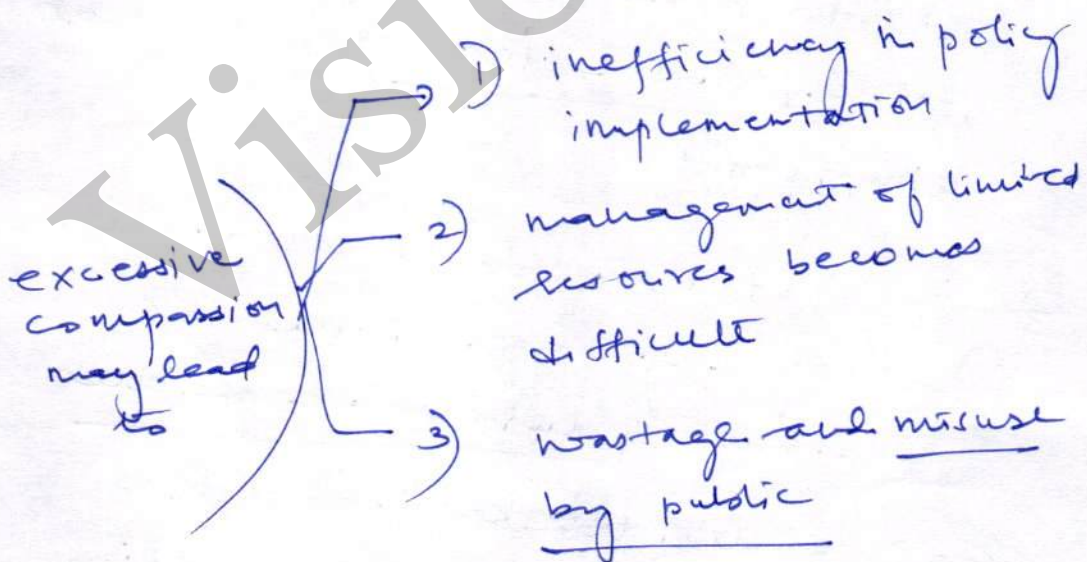 Visio
excessive
compassion
may lead
to
1) inefficiency in policy
implementation
2) management of limited
resources becomes
difficult
3) wastage and misuse
by public